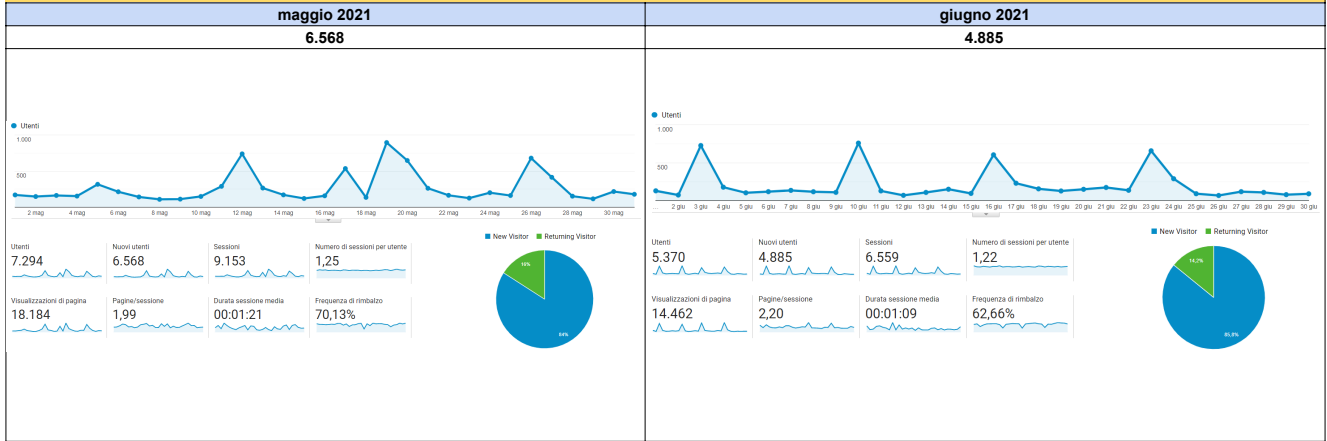 maggio 2021
6.568
Utenti
1.000
500
2 mag 4 mag 6 mag 8 mag 10 mag 12 mag 14 mag 16 mag 18 mag 20 mag 22 mag 24 mag 26 mag 28 mag 30 mag
New Visitor Returning Visitor
Utenti Nuovi utenti Sessioni Numero di sessioni per utente
7.294 6.568 9.153 1,25
Visualizzazioni di pagina Pagine/sessione Durata sessione media Frequenza di rimbalzo
18.184 1,99 00:01:21 70,13%
16%
84%
giugno 2021
4.885
Utenti
1.000
500
2 giu 3 giu 4 giu 5 giu 6 giu 7 giu 8 giu 9 giu 10 giu 11 giu 12 giu 13 giu 14 giu 15 giu 16 giu 17 giu 18 giu 19 giu 20 giu 21 giu 22 giu 23 giu 24 giu 25 giu 26 giu 27 giu 28 giu 29 giu 30 giu
New Visitor Returning Visitor
Utenti Nuovi utenti Sessioni Numero di sessioni per utente
5.370 4.885 6.559 1,22
Visualizzazioni di pagina Pagine/sessione Durata sessione media Frequenza di rimbalzo
14.462 2,20 00:01:09 62,66%
14,2%
85,8%